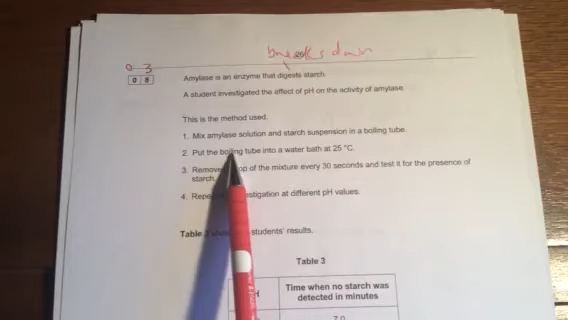 breaks down
0 3
0 8
Amylase is an enzyme that digests starch.
A student investigated the effect of pH on the activity of amylase.
This is the method used.
1. Mix amylase solution and starch suspension in a boiling tube.
2. Put the boiling tube into a water bath at 25 °C.
3. Remove op of the mixture every 30 seconds and test it for the presence of
starch.
4. Repe stigation at different pH values.
Table students' results.
Table 3
H
Time when no starch was
detected in minutes
7.0